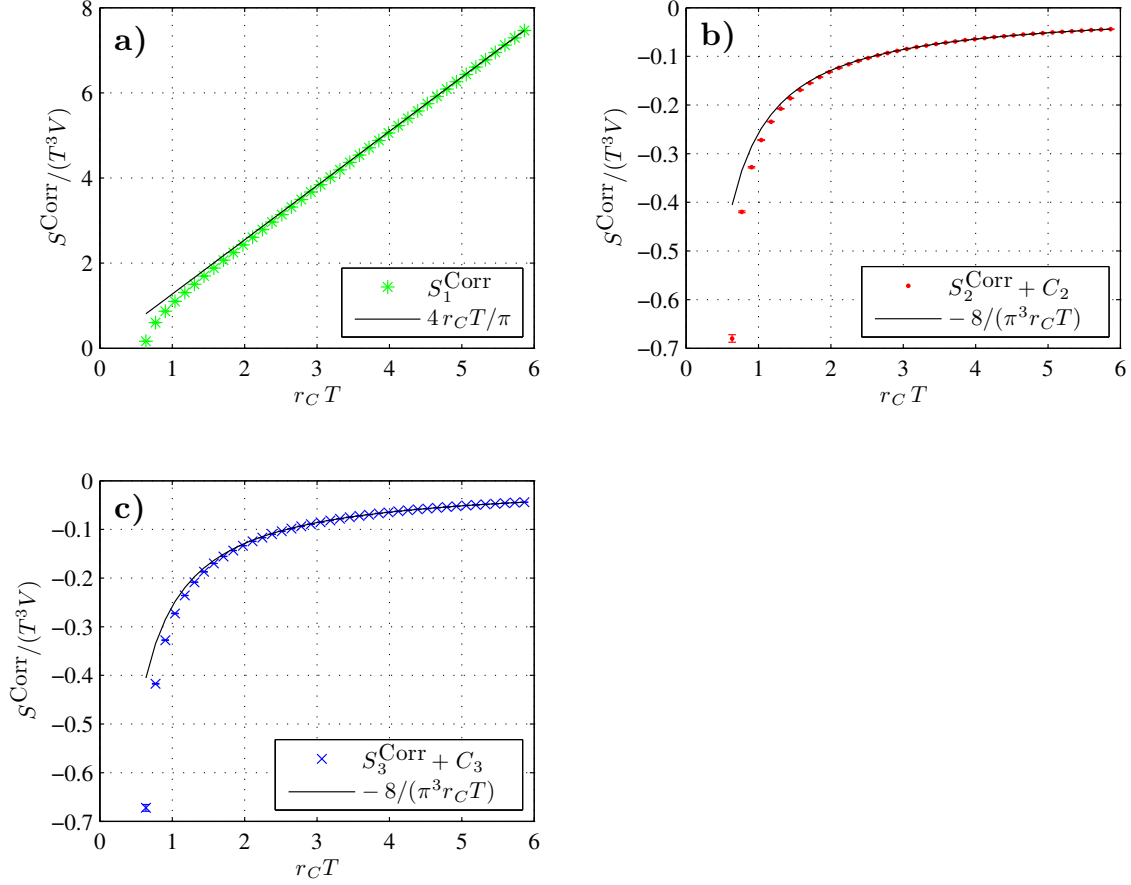 a)
8
6
4
2
0
S^Corr/(T^3V)
0 1 2 3 4 5 6
r_C T
S_1^Corr
4 r_C T/π
b)
0
−0.1
−0.2
−0.3
−0.4
−0.5
−0.6
−0.7
S^Corr/(T^3V)
0 1 2 3 4 5 6
r_C T
S_2^Corr + C_2
− 8/(π^3 r_C T)
c)
0
−0.1
−0.2
−0.3
−0.4
−0.5
−0.6
−0.7
S^Corr/(T^3V)
0 1 2 3 4 5 6
r_C T
S_3^Corr + C_3
− 8/(π^3 r_C T)